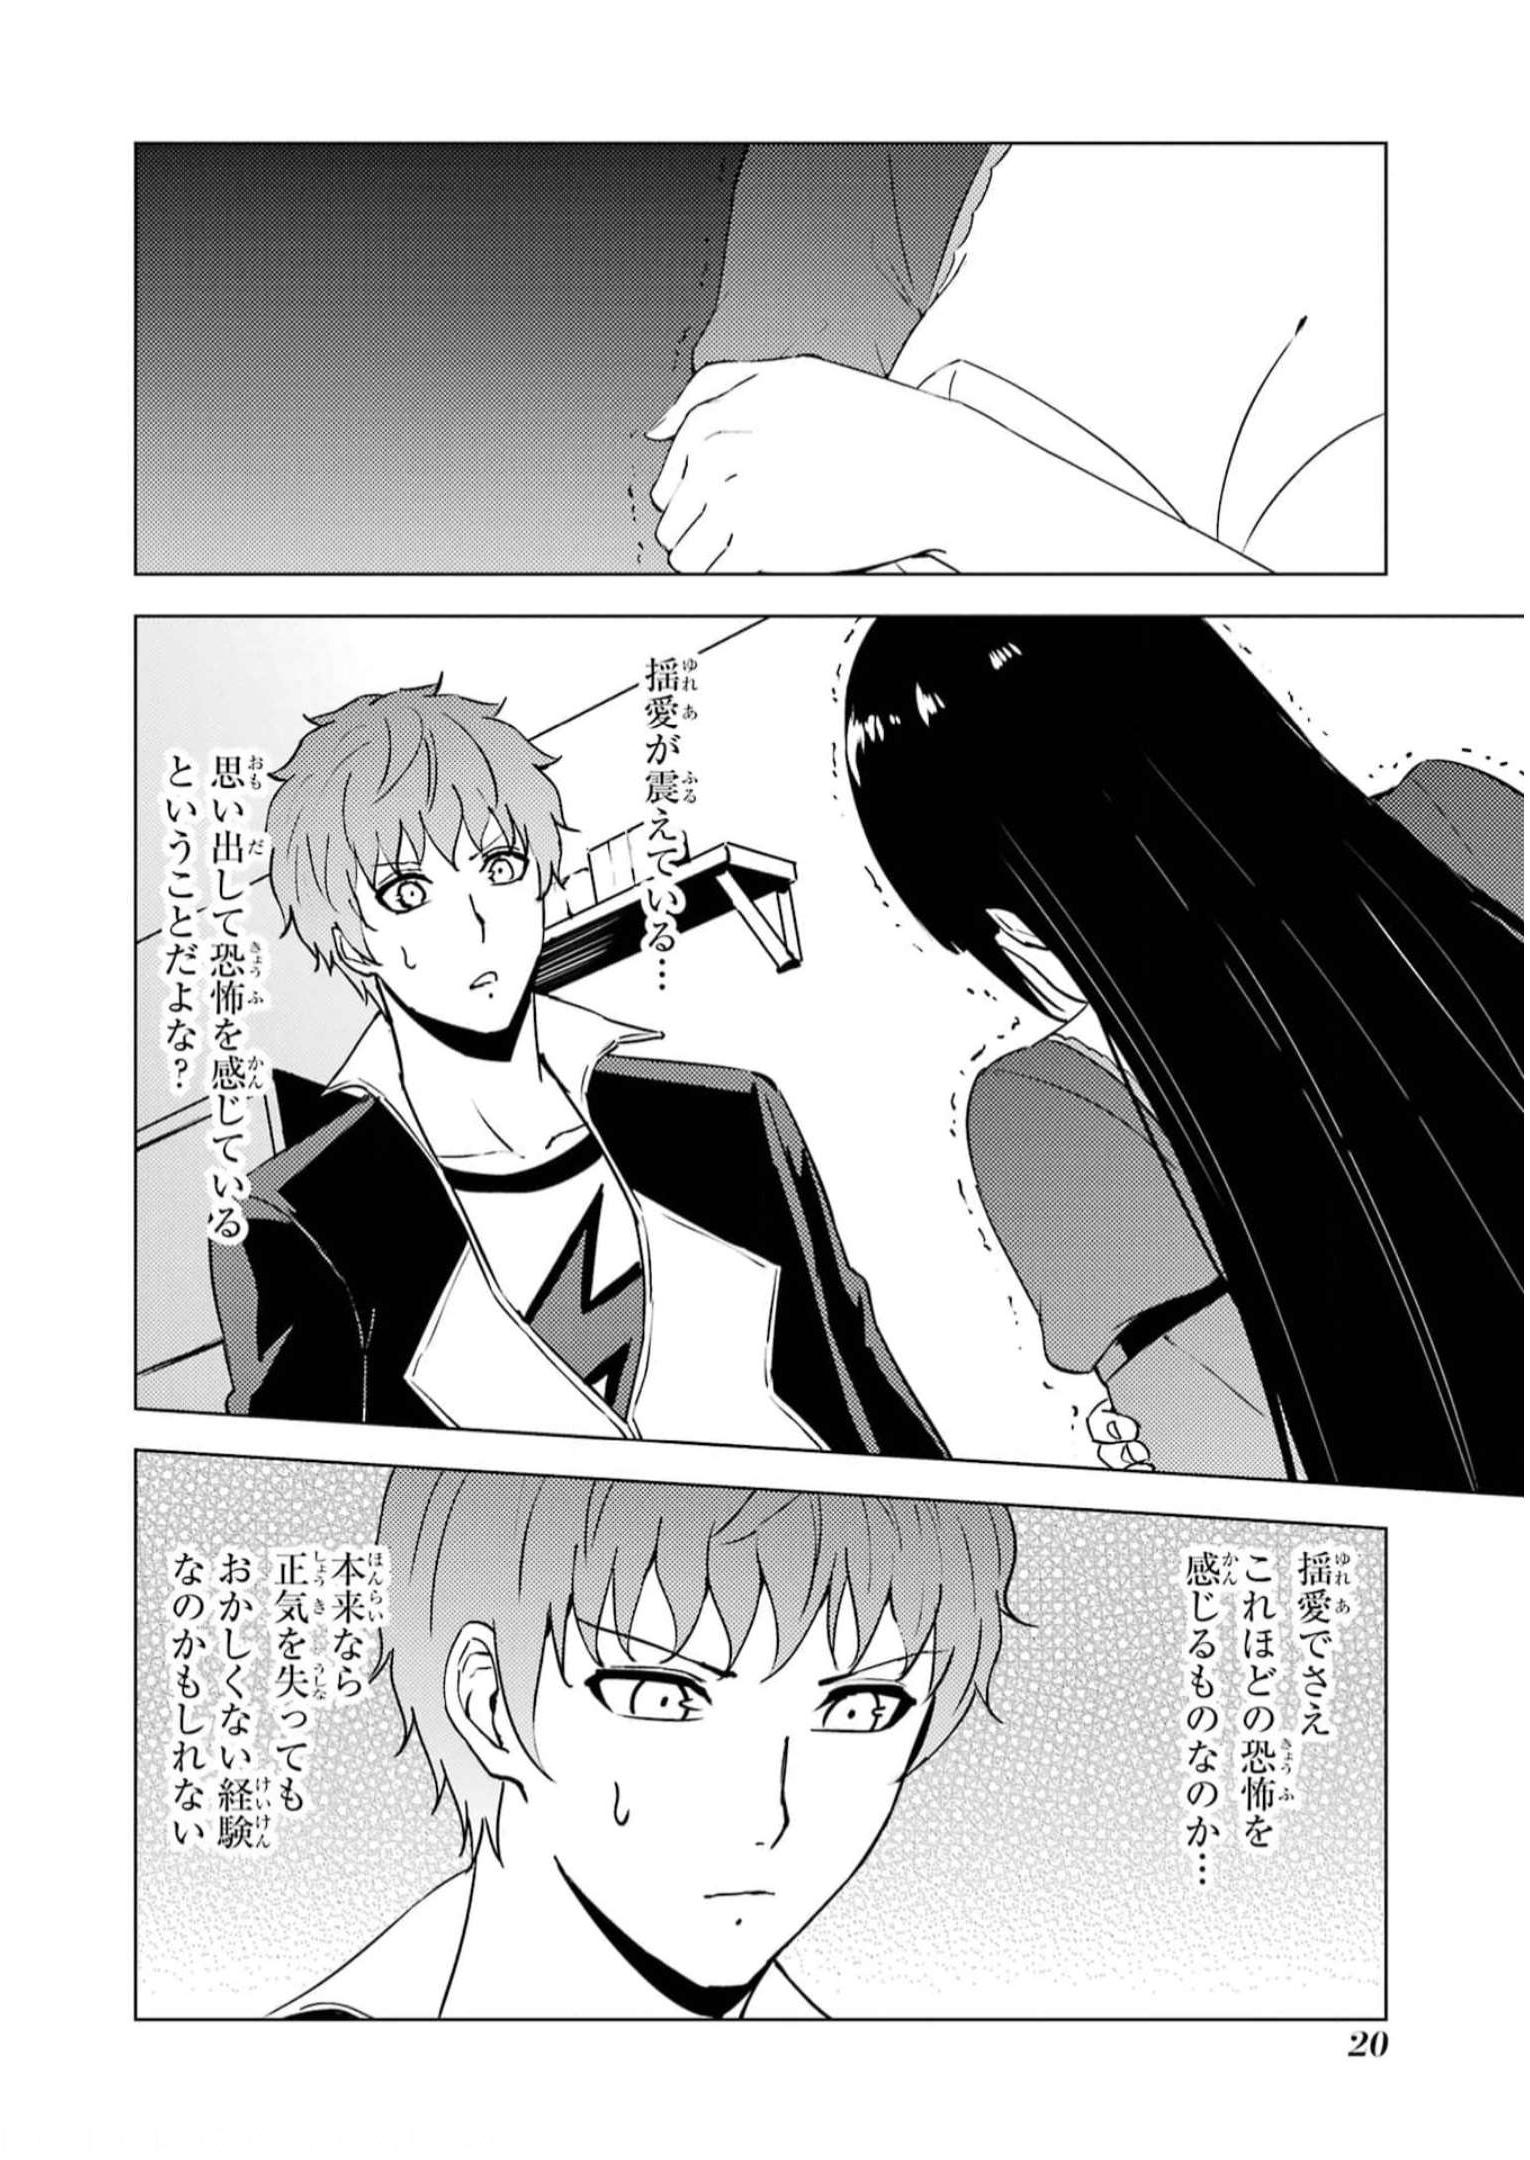 揺愛が震えている…
思い出して恐怖を感じている
ということだよな?
揺愛でさえ
これほどの恐怖を
感じるものなのか…
本来なら
正気を失っても
おかしくない経験
なのかもしれない
20